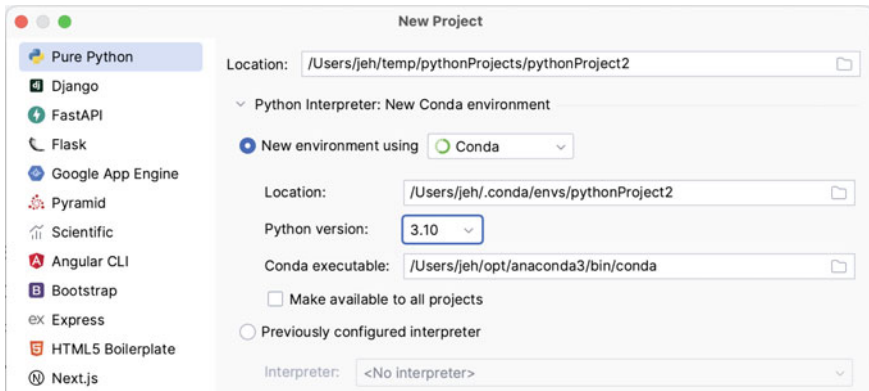 New Project
Pure Python
dj Django
FastAPI
Flask
Google App Engine
Pyramid
Scientific
A Angular CLI
B Bootstrap
ex Express
5 HTML5 Boilerplate
N Next.js
Location: /Users/jeh/temp/pythonProjects/pythonProject2
Python Interpreter: New Conda environment
New environment using Conda
Location: /Users/jeh/.conda/envs/pythonProject2
Python version: 3.10
Conda executable: /Users/jeh/opt/anaconda3/bin/conda
Make available to all projects
Previously configured interpreter
Interpreter: <No interpreter>